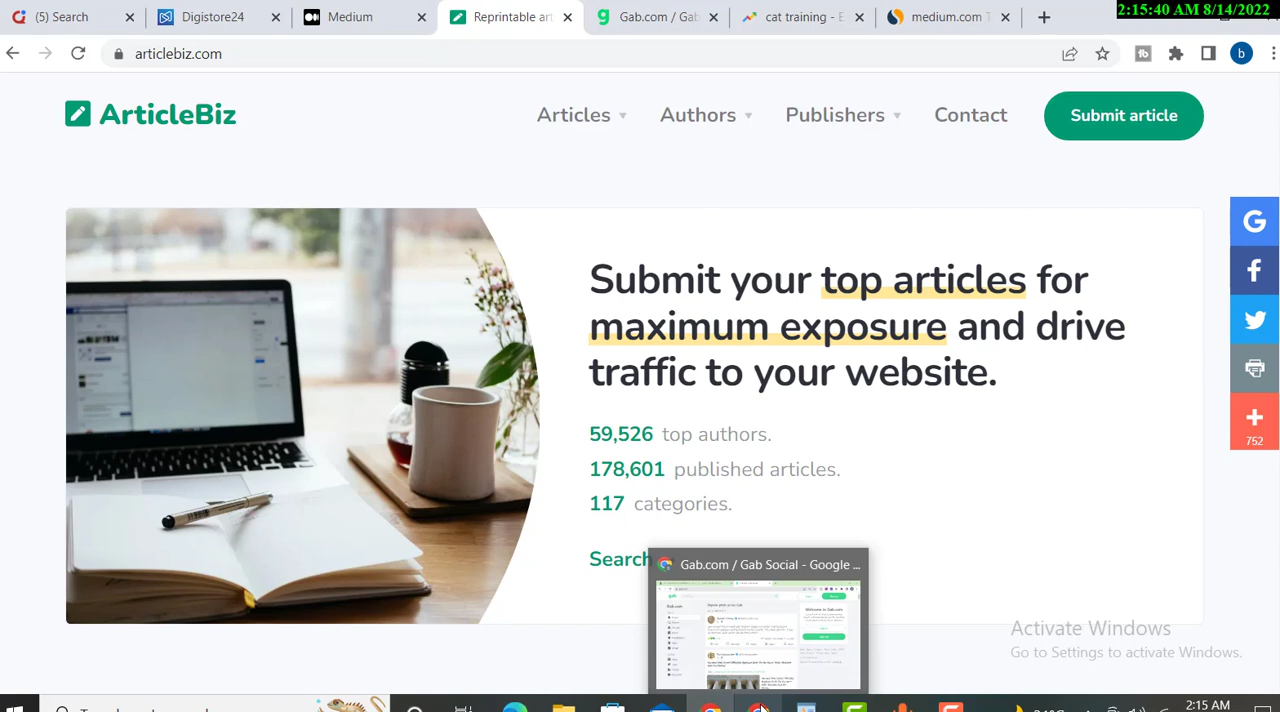 (5) Search
Digistore24
Medium
Reprintable art
Gab.com / Gab
cat training - E
medium.com T
2:15:40 AM 8/14/2022
articlebiz.com
b
ArticleBiz
Articles
Authors
Publishers
Contact
Submit article
Submit your top articles for
maximum exposure and drive
traffic to your website.
59,526 top authors.
178,601 published articles.
117 categories.
Search
752
Gab.com / Gab Social - Google ...
Activate Windows
Go to Settings to activate Windows.
2:15 AM